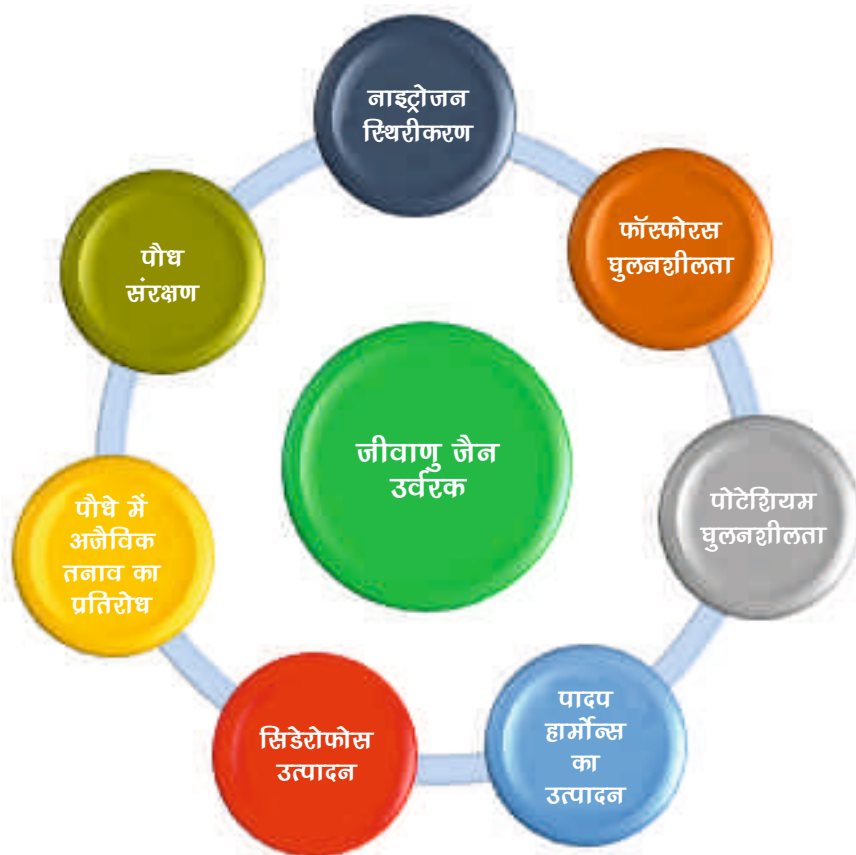 नाइट्रोजन
स्थिरीकरण
फॉस्फोरस
घुलनशीलता
पौध
संरक्षण
जीवाणु जैन
उर्वरक
पोटेशियम
घुलनशीलता
पौधे में
अजैविक
तनाव का
प्रतिरोध
सिडेरोफोस
उत्पादन
पादप
हार्मोन्स
का
उत्पादन